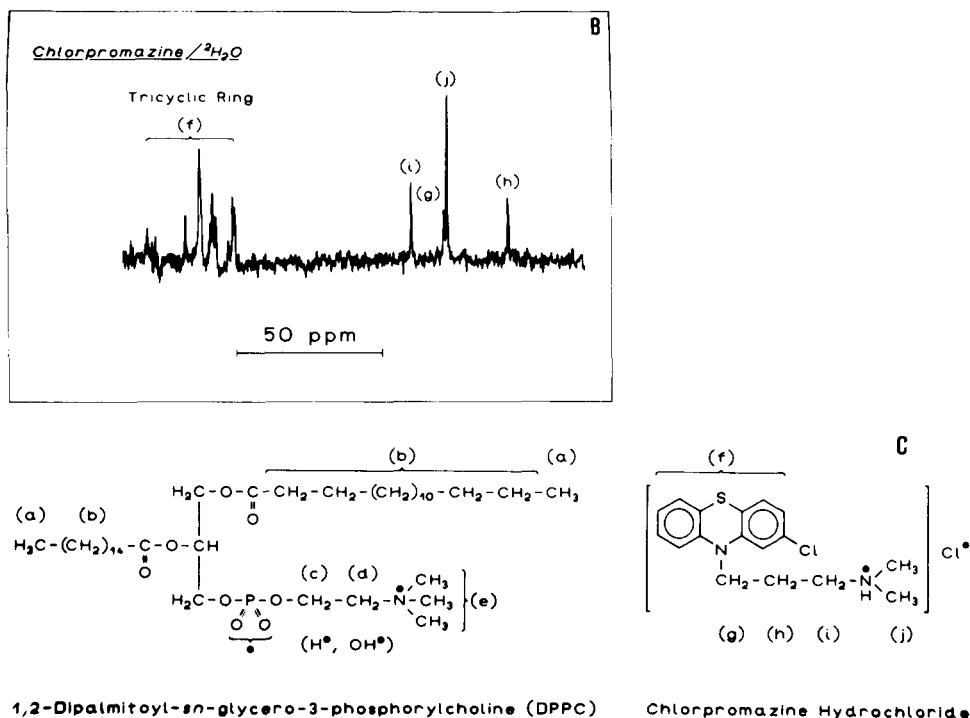 B
Chlorpromazine/²H₂O
Tricyclic Ring
(f)
(j)
(i)
(g)
(h)
50 ppm
C
(b) (a)
H₂C-O-C-CH₂-CH₂-(CH₂)₁₀-CH₂-CH₂-CH₃
O
(a) (b)
H₃C-(CH₂)₁₄-C-O-CH
O
(c) (d)
H₂C-O-P-O-CH₂-CH₂-N
CH₃
CH₃
CH₃
(e)
O O
(H•, OH•)
(f)
S
Cl
N
CH₂-CH₂-CH₂-N
H
CH₃
CH₃
Cl•
(g) (h) (i) (j)
1,2-Dipalmitoyl-sn-glycero-3-phosphorylcholine (DPPC)
Chlorpromazine Hydrochloride